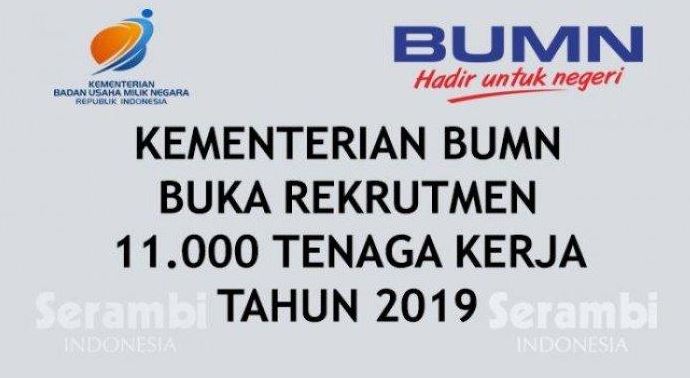 KEMENTERIAN
BADAN USAHA MILIK NEGARA
REPUBLIK INDONESIA
BUMN
Hadir untuk negeri
KEMENTERIAN BUMN
BUKA REKRUTMEN
11.000 TENAGA KERJA
TAHUN 2019
Serambi
INDONESIA
Serambi
INDONESIA